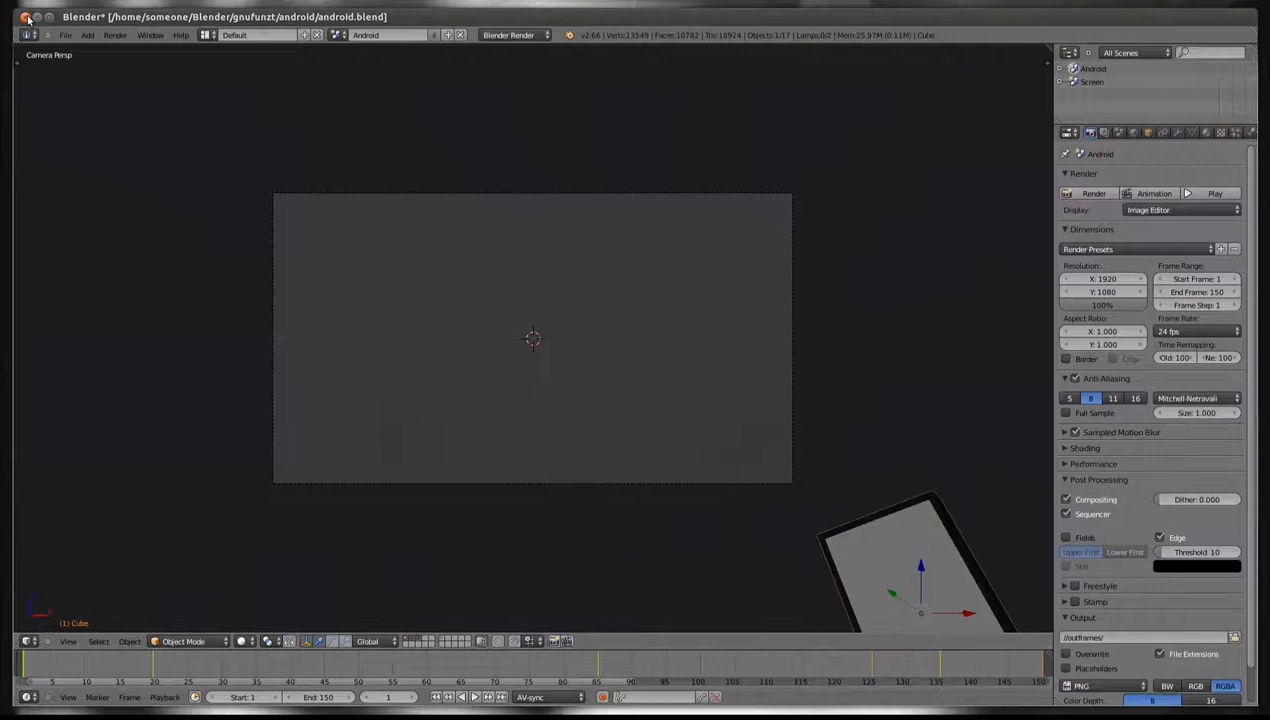 Blender* [/home/someone/Blender/gnufunzt/android/android.blend]
File Add Render Window Help Default Android 4 Blender Render v2.66 | Verts:13549 | Faces:10782 | Tris:18924 | Objects:1/17 | Lamps:0/2 | Mem:25.97M (0.11M) | Cube
Camera Persp
All Scenes
Android
Screen
Android
Render
Render Animation Play
Display: Image Editor
Dimensions
Render Presets
Resolution: Frame Range:
X: 1920 Start Frame: 1
Y: 1080 End Frame: 150
100% Frame Step: 1
Aspect Ratio: Frame Rate:
X: 1.000 24 fps
Y: 1.000 Time Remapping:
Border Crop Old: 100 Ne: 100
Anti-Aliasing
5 8 11 16 Mitchell-Netravali
Full Sample Size: 1.000
Sampled Motion Blur
Shading
Performance
Post Processing
Compositing Dither: 0.000
Sequencer
Fields Edge
Upper First Lower First Threshold: 10
Still
Freestyle
Stamp
Output
//outframes/
Overwrite File Extensions
Placeholders
PNG BW RGB RGBA
Color Depth: 8 16
(1) Cube
View Select Object Object Mode Global
0 5 10 15 20 25 30 35 40 45 50 55 60 65 70 75 80 85 90 95 100 105 110 115 120 125 130 135 140 145 150
View Marker Frame Playback Start: 1 End: 150 1 AV-sync